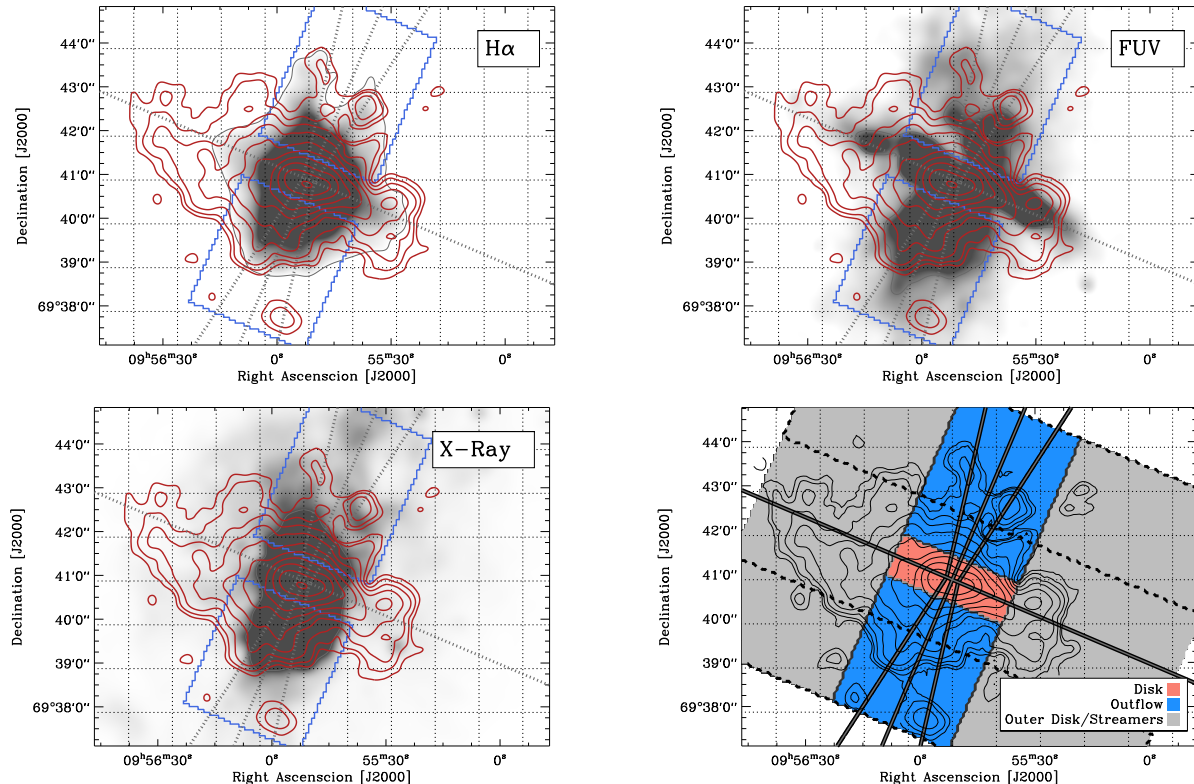 Hα
44'0"
43'0"
42'0"
41'0"
40'0"
39'0"
69°38'0"
Declination [J2000]
09ʰ56ᵐ30ˢ
0ˢ
55ᵐ30ˢ
0ˢ
Right Ascenscion [J2000]
FUV
44'0"
43'0"
42'0"
41'0"
40'0"
39'0"
69°38'0"
Declination [J2000]
09ʰ56ᵐ30ˢ
0ˢ
55ᵐ30ˢ
0ˢ
Right Ascenscion [J2000]
X-Ray
44'0"
43'0"
42'0"
41'0"
40'0"
39'0"
69°38'0"
Declination [J2000]
09ʰ56ᵐ30ˢ
0ˢ
55ᵐ30ˢ
0ˢ
Right Ascenscion [J2000]
44'0"
43'0"
42'0"
41'0"
40'0"
39'0"
69°38'0"
Declination [J2000]
Disk
Outflow
Outer Disk/Streamers
09ʰ56ᵐ30ˢ
0ˢ
55ᵐ30ˢ
0ˢ
Right Ascenscion [J2000]